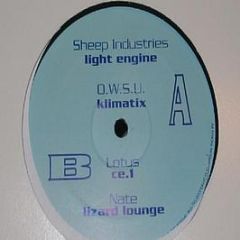 Sheep Industries
light engine
O.W.S.U.
klimatix
A
B
Lotus
ce.1
Nate
lizard lounge